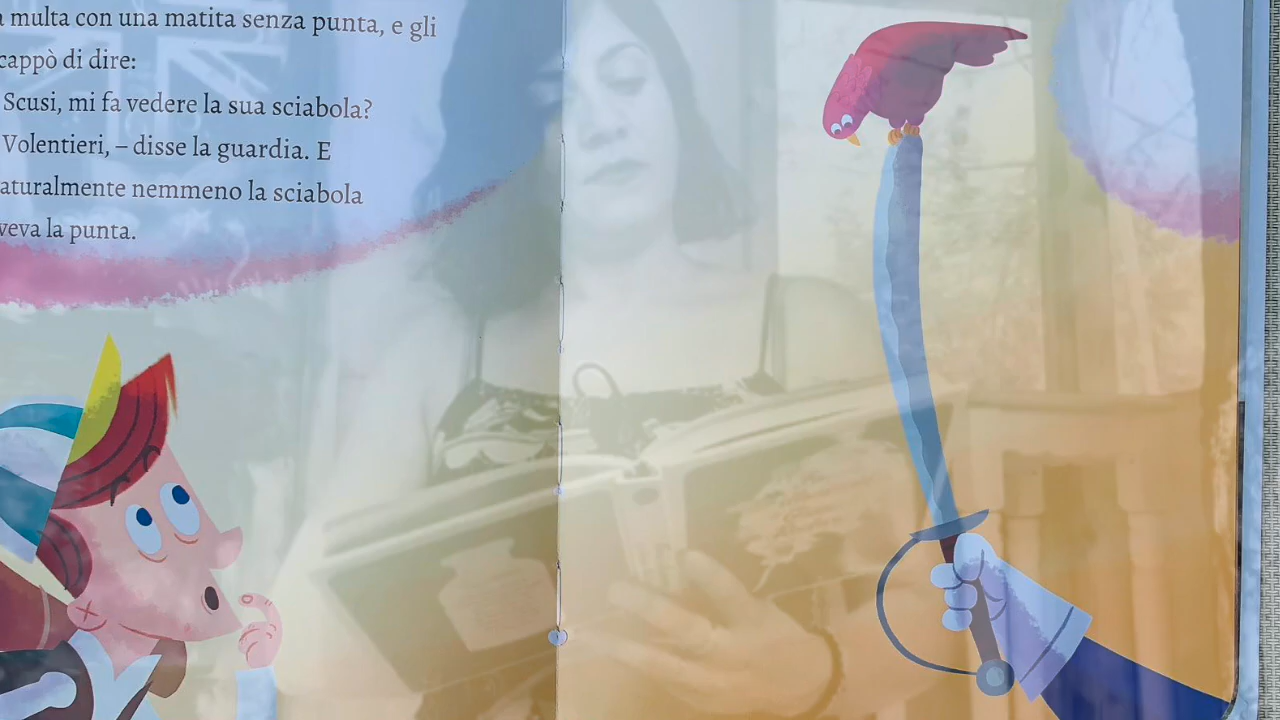 multa con una matita senza punta, e gli
cappò di dire:
Scusi, mi fa vedere la sua sciabola?
Volentieri, – disse la guardia. E
aturalmente nemmeno la sciabola
veva la punta.